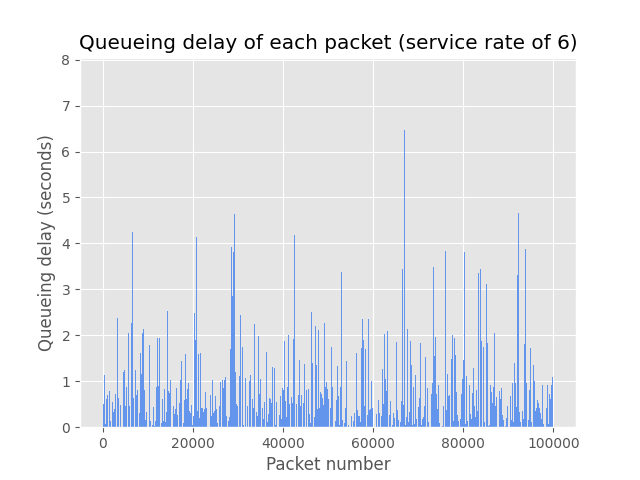 Queueing delay of each packet (service rate of 6)
8
7
6
5
4
3
2
1
0
Queueing delay (seconds)
0 20000 40000 60000 80000 100000
Packet number